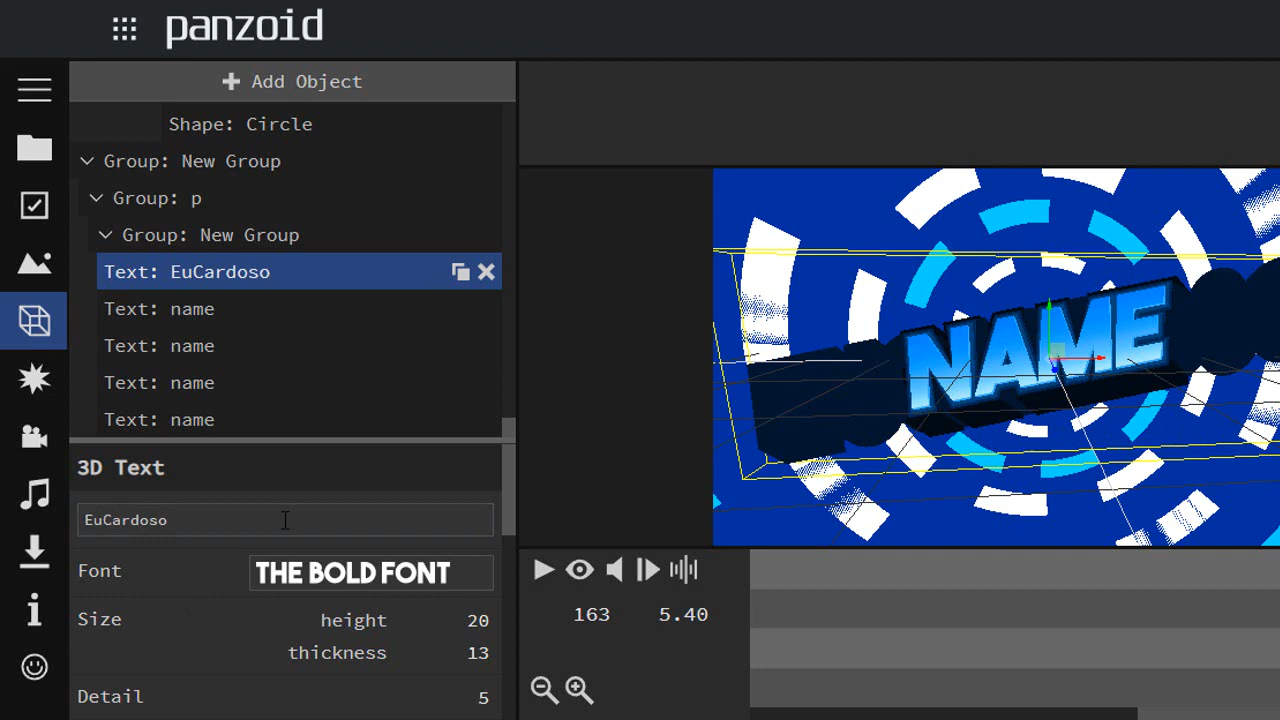 panzoid
Add Object
Shape: Circle
Group: New Group
Group: p
Group: New Group
Text: EuCardoso
Text: name
Text: name
Text: name
Text: name
3D Text
EuCardoso
Font THE BOLD FONT
Size height 20
thickness 13
Detail 5
NAME
163 5.40